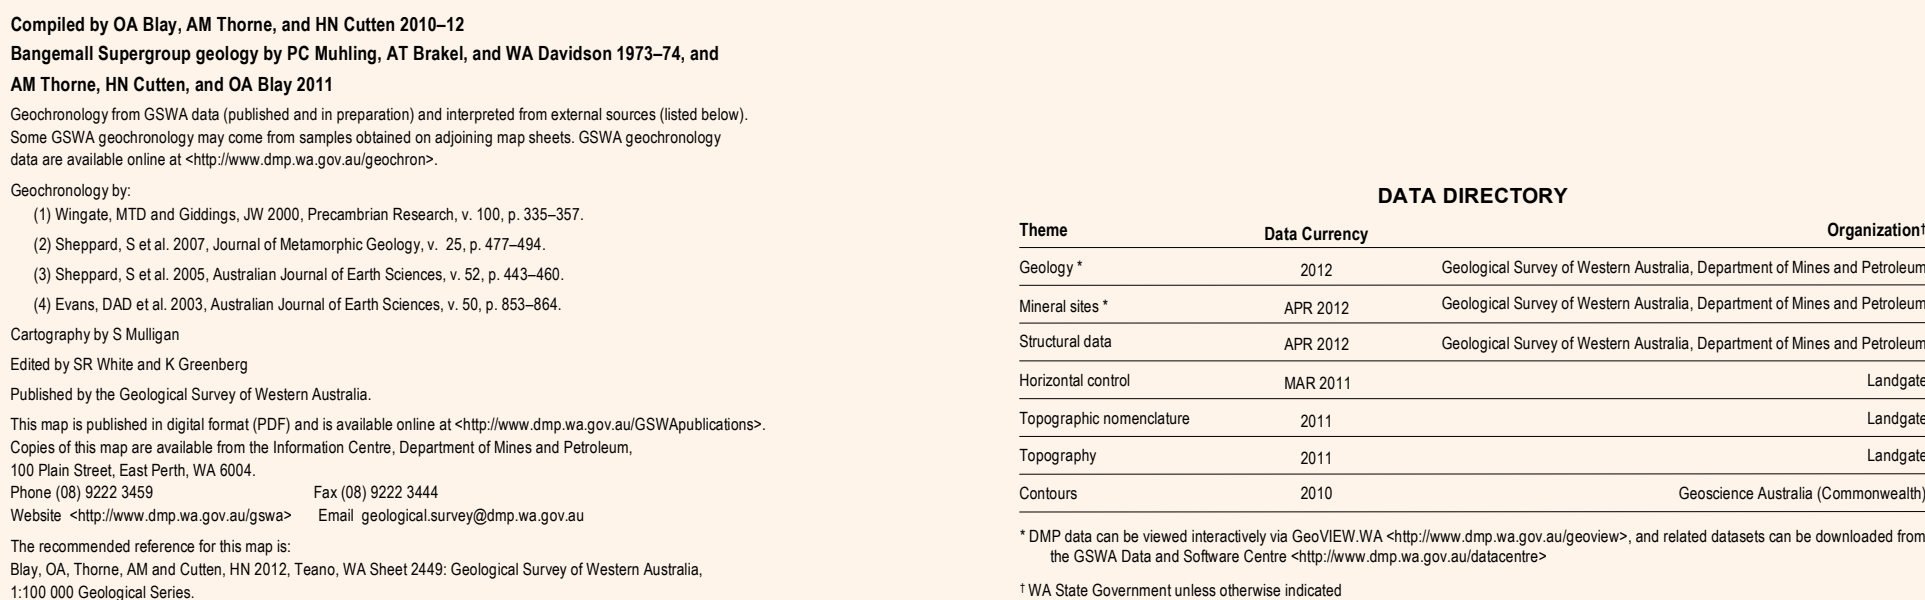 Compiled by OA Blay, AM Thorne, and HN Cutten 2010–12
Bangemall Supergroup geology by PC Muhling, AT Brakel, and WA Davidson 1973–74, and
AM Thorne, HN Cutten, and OA Blay 2011
Geochronology from GSWA data (published and in preparation) and interpreted from external sources (listed below).
Some GSWA geochronology may come from samples obtained on adjoining map sheets. GSWA geochronology
data are available online at <http://www.dmp.wa.gov.au/geochron>.
Geochronology by:
(1) Wingate, MTD and Giddings, JW 2000, Precambrian Research, v. 100, p. 335–357.
(2) Sheppard, S et al. 2007, Journal of Metamorphic Geology, v. 25, p. 477–494.
(3) Sheppard, S et al. 2005, Australian Journal of Earth Sciences, v. 52, p. 443–460.
(4) Evans, DAD et al. 2003, Australian Journal of Earth Sciences, v. 50, p. 853–864.
Cartography by S Mulligan
Edited by SR White and K Greenberg
Published by the Geological Survey of Western Australia.
This map is published in digital format (PDF) and is available online at <http://www.dmp.wa.gov.au/GSWApublications>.
Copies of this map are available from the Information Centre, Department of Mines and Petroleum,
100 Plain Street, East Perth, WA 6004.
Phone (08) 9222 3459 Fax (08) 9222 3444
Website <http://www.dmp.wa.gov.au/gswa> Email geological.survey@dmp.wa.gov.au
The recommended reference for this map is:
Blay, OA, Thorne, AM and Cutten, HN 2012, Teano, WA Sheet 2449: Geological Survey of Western Australia,
1:100 000 Geological Series.
DATA DIRECTORY
Theme Data Currency Organization†
Geology * 2012 Geological Survey of Western Australia, Department of Mines and Petroleum
Mineral sites * APR 2012 Geological Survey of Western Australia, Department of Mines and Petroleum
Structural data APR 2012 Geological Survey of Western Australia, Department of Mines and Petroleum
Horizontal control MAR 2011 Landgate
Topographic nomenclature 2011 Landgate
Topography 2011 Landgate
Contours 2010 Geoscience Australia (Commonwealth)
* DMP data can be viewed interactively via GeoVIEW.WA <http://www.dmp.wa.gov.au/geoview>, and related datasets can be downloaded from
the GSWA Data and Software Centre <http://www.dmp.wa.gov.au/datacentre>
† WA State Government unless otherwise indicated